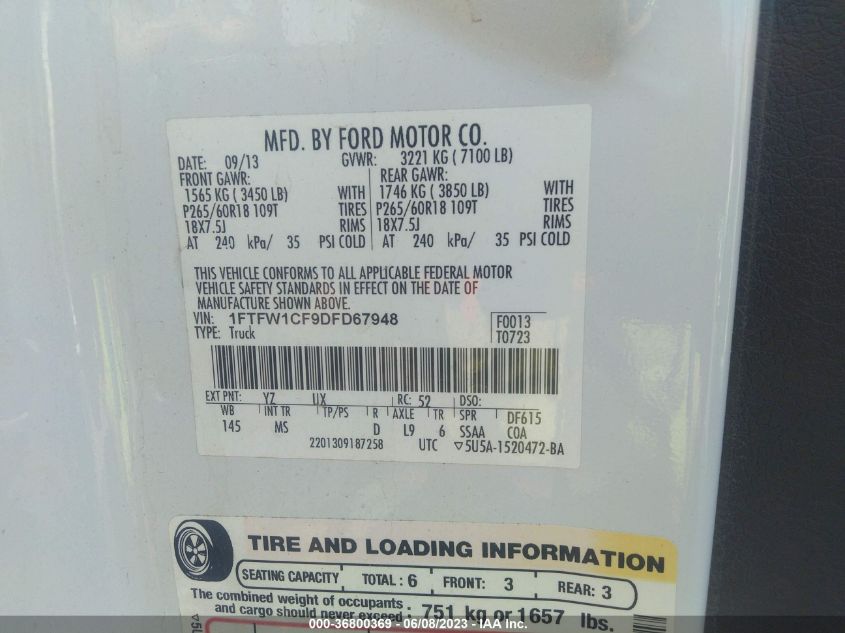 MFD. BY FORD MOTOR CO.
DATE: 09/13 GVWR: 3221 KG ( 7100 LB)
FRONT GAWR: REAR GAWR:
1565 KG ( 3450 LB) WITH 1746 KG ( 3850 LB) WITH
P265/60R18 109T TIRES P265/60R18 109T TIRES
18X7.5J RIMS 18X7.5J RIMS
AT 240 kPa/ 35 PSI COLD AT 240 kPa/ 35 PSI COLD
THIS VEHICLE CONFORMS TO ALL APPLICABLE FEDERAL MOTOR
VEHICLE SAFETY STANDARDS IN EFFECT ON THE DATE OF
MANUFACTURE SHOWN ABOVE.
VIN: 1FTFW1CF9DFD67948 F0013
TYPE: Truck T0723
EXT PNT: YZ UX RC: 52 DSO:
WB INT TR TP/PS R AXLE TR SPR DF615
145 MS D L9 6 SSAA COA
2201309187258 UTC ▽5U5A-1520472-BA
TIRE AND LOADING INFORMATION
SEATING CAPACITY TOTAL : 6 FRONT: 3 REAR: 3
The combined weight of occupants
and cargo should never exceed : 751 kg or 1657 lbs.
000-36800369 - 06/08/2023 - IAA Inc.